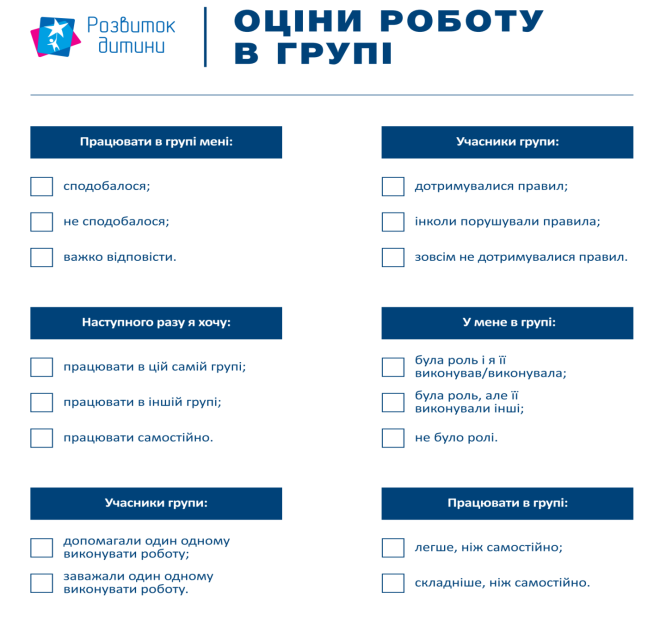 Розвиток
дитини
ОЦІНИ РОБОТУ
В ГРУПІ
Працювати в групі мені:
сподобалося;
не сподобалося;
важко відповісти.
Учасники групи:
дотримувалися правил;
інколи порушували правила;
зовсім не дотримувалися правил.
Наступного разу я хочу:
працювати в цій самій групі;
працювати в іншій групі;
працювати самостійно.
У мене в групі:
була роль і я її
виконував/виконувала;
була роль, але її
виконували інші;
не було ролі.
Учасники групи:
допомагали один одному
виконувати роботу;
заважали один одному
виконувати роботу.
Працювати в групі:
легше, ніж самостійно;
складніше, ніж самостійно.